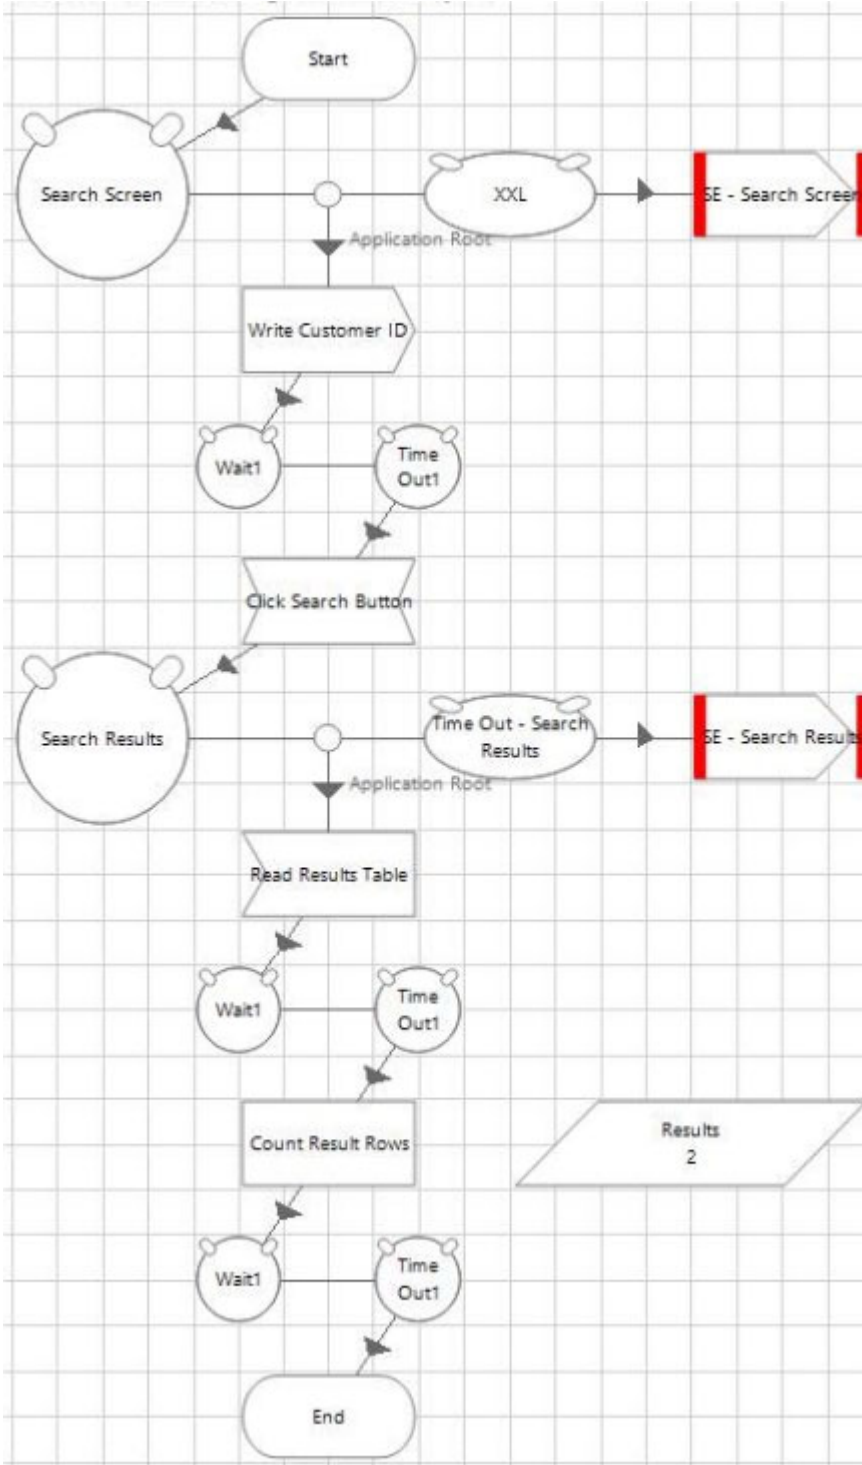 Start
Search Screen
XXL
SE - Search Screen
Application Root
Write Customer ID
Wait1
Time
Out1
Click Search Button
Search Results
Time Out - Search
Results
SE - Search Results
Application Root
Read Results Table
Wait1
Time
Out1
Count Result Rows
Results
2
Wait1
Time
Out1
End